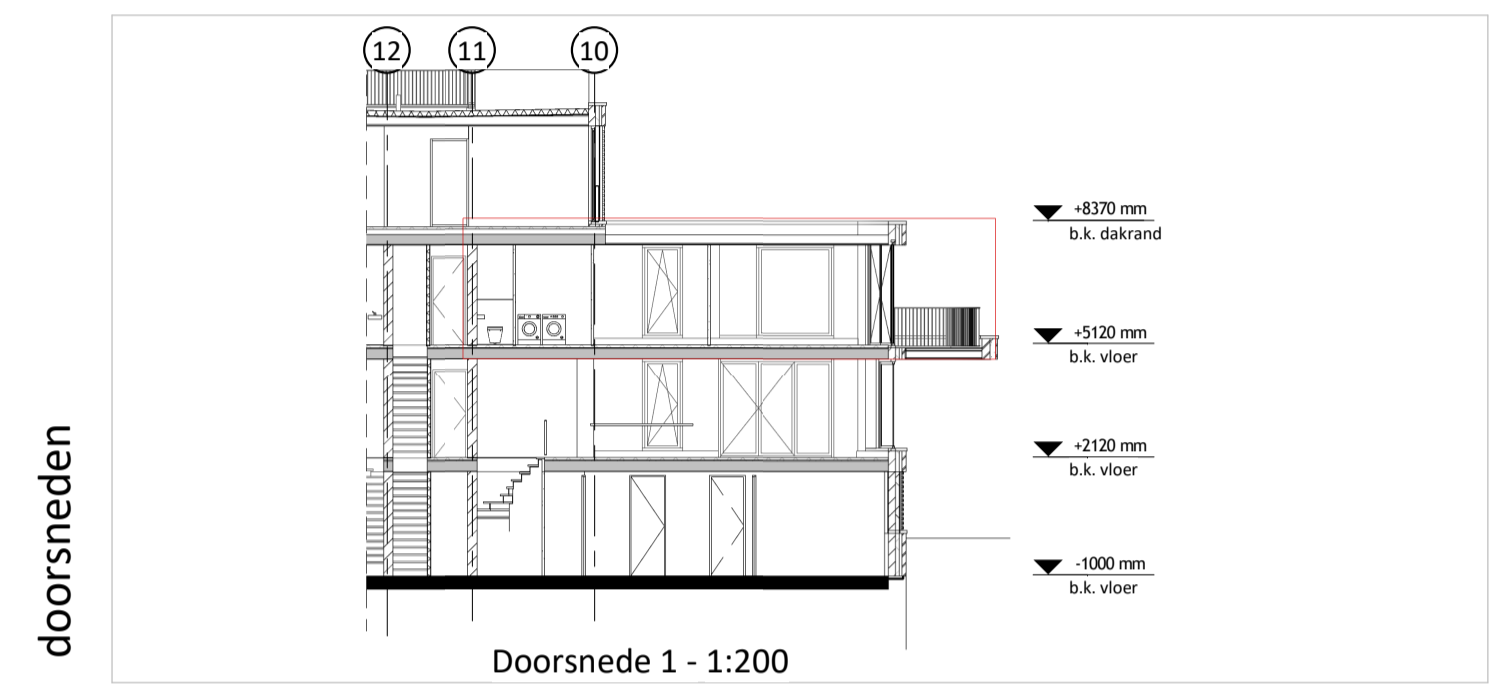 12 11 10
+8370 mm
b.k. dakrand
+5120 mm
b.k. vloer
+2120 mm
b.k. vloer
-1000 mm
b.k. vloer
doorsneden
Doorsnede 1 - 1:200